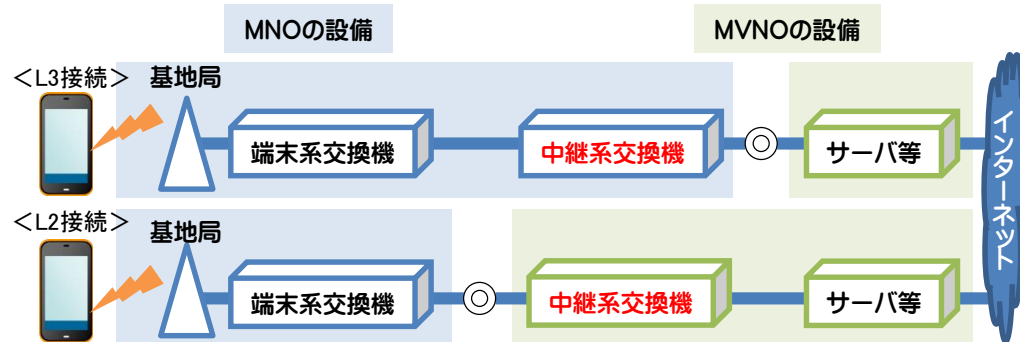 MNOの設備
MVNOの設備
＜L3接続＞
基地局
端末系交換機
中継系交換機
◎
サーバ等
インターネット
＜L2接続＞
基地局
端末系交換機
◎
中継系交換機
サーバ等